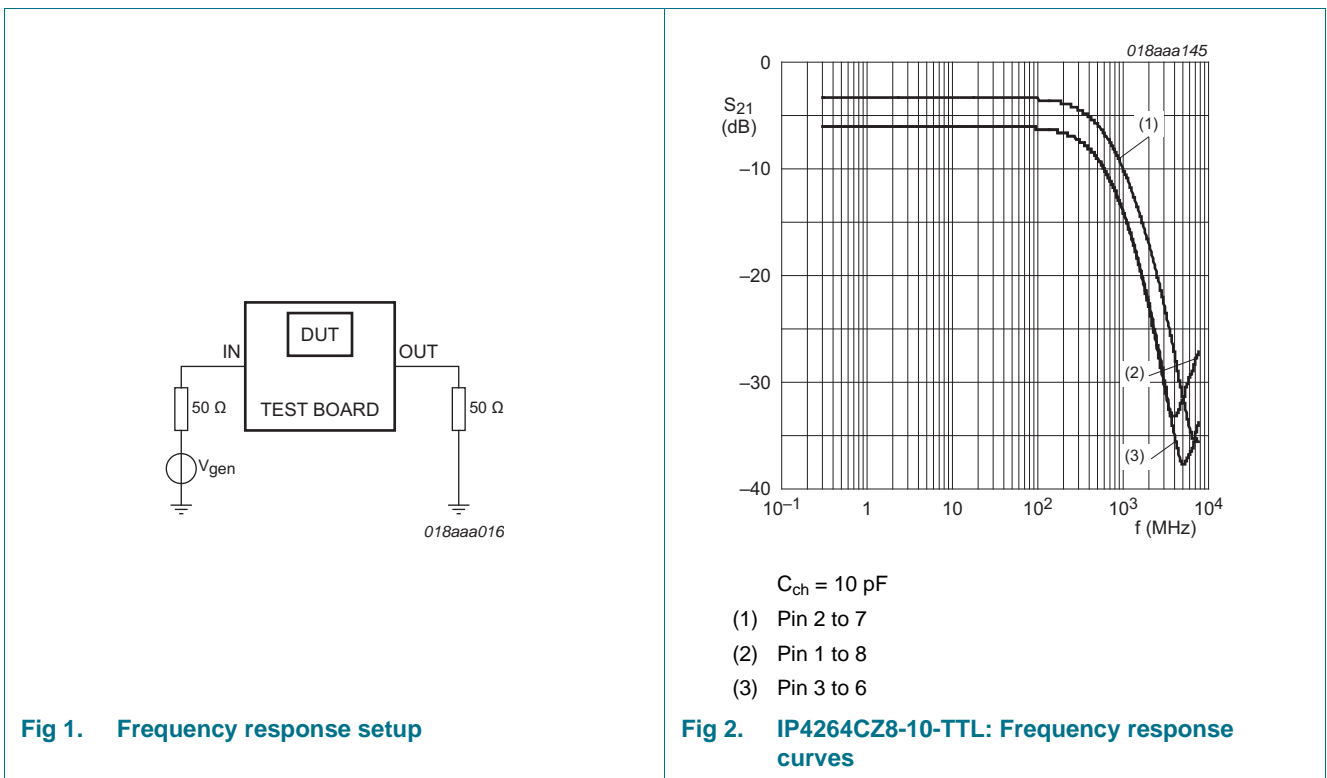 IN
DUT
OUT
50 Ω
TEST BOARD
50 Ω
Vgen
018aaa016
Fig 1. Frequency response setup
018aaa145
0
S21
(dB)
(1)
−10
−20
(2)
−30
(3)
−40
10−1
1
10
102
103
104
f (MHz)
Cch = 10 pF
(1) Pin 2 to 7
(2) Pin 1 to 8
(3) Pin 3 to 6
Fig 2. IP4264CZ8-10-TTL: Frequency response
curves